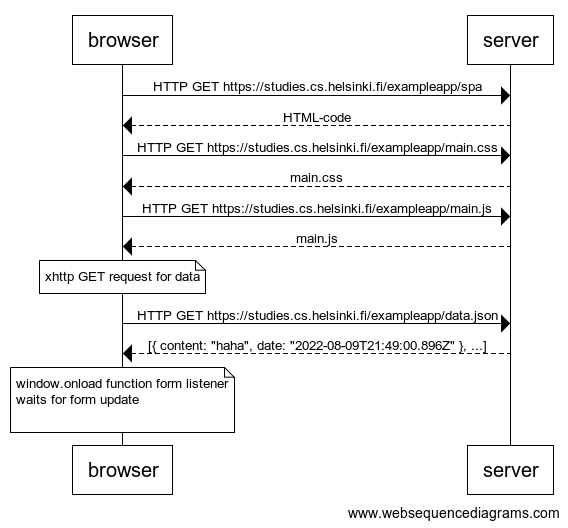 browser
server
HTTP GET https://studies.cs.helsinki.fi/exampleapp/spa
HTML-code
HTTP GET https://studies.cs.helsinki.fi/exampleapp/main.css
main.css
HTTP GET https://studies.cs.helsinki.fi/exampleapp/main.js
main.js
xhttp GET request for data
HTTP GET https://studies.cs.helsinki.fi/exampleapp/data.json
[{ content: "haha", date: "2022-08-09T21:49:00.896Z" }, ...]
window.onload function form listener
waits for form update
browser
server
www.websequencediagrams.com